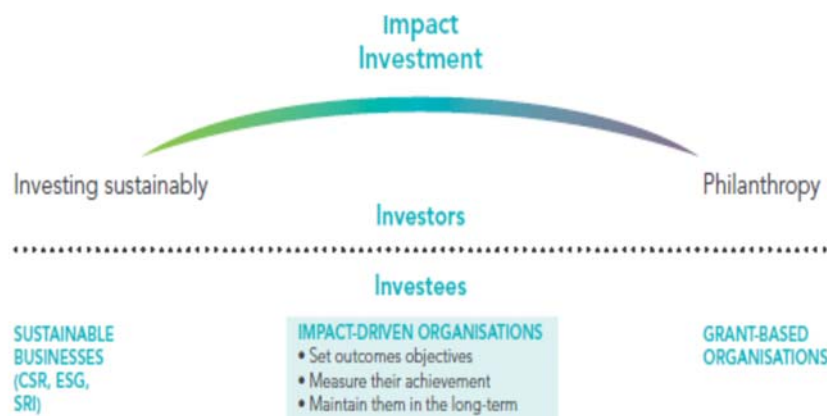 Impact
Investment
Investing sustainably
Philanthropy
Investors
Investees
SUSTAINABLE
BUSINESSES
(CSR, ESG,
SRI)
IMPACT-DRIVEN ORGANISATIONS
• Set outcomes objectives
• Measure their achievement
• Maintain them in the long-term
GRANT-BASED
ORGANISATIONS